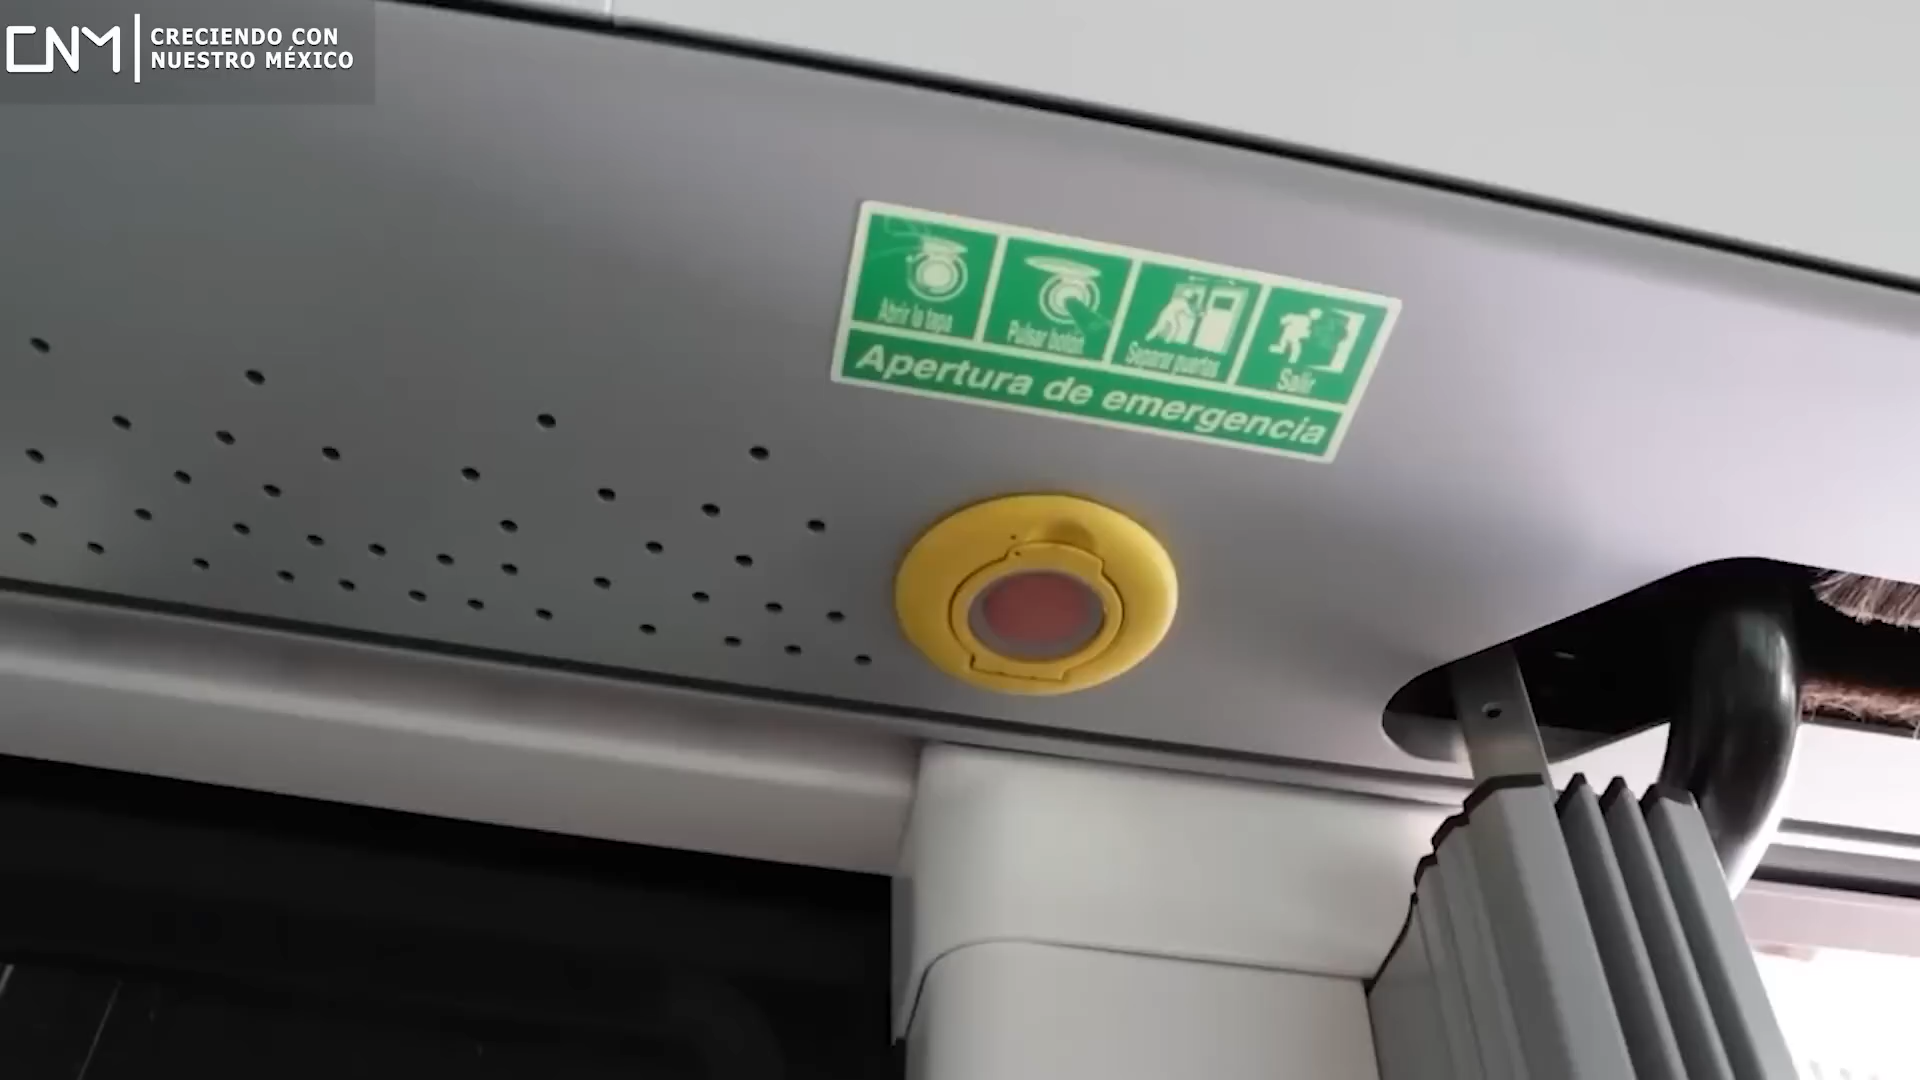 CNM
CRECIENDO CON
NUESTRO MÉXICO
Abrir la tapa
Pulsar botón
Separar puertas
Salir
Apertura de emergencia